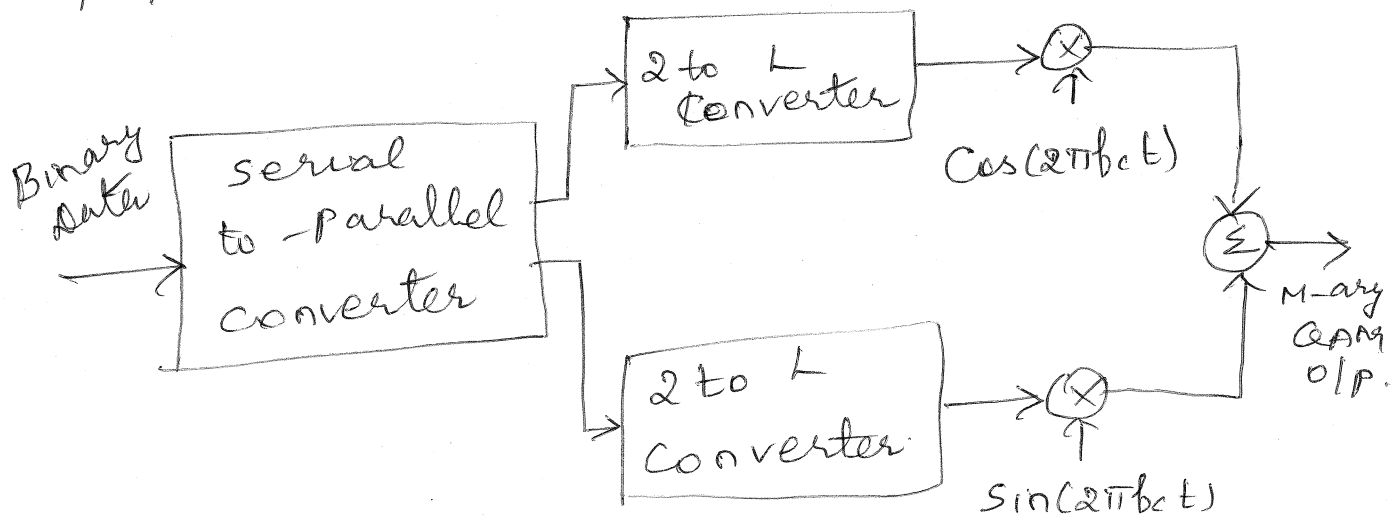 Binary
Data
serial
to -parallel
converter
2 to L
Converter
×
Cos(2πfct)
Σ
M-ary
QAM
O/P.
2 to L
Converter.
×
Sin(2πfct)